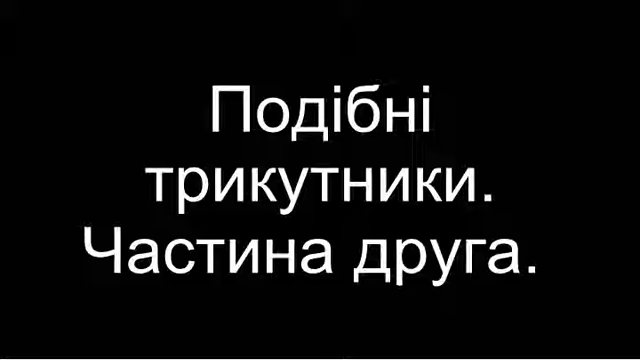 Подібні
трикутники.
Частина друга.